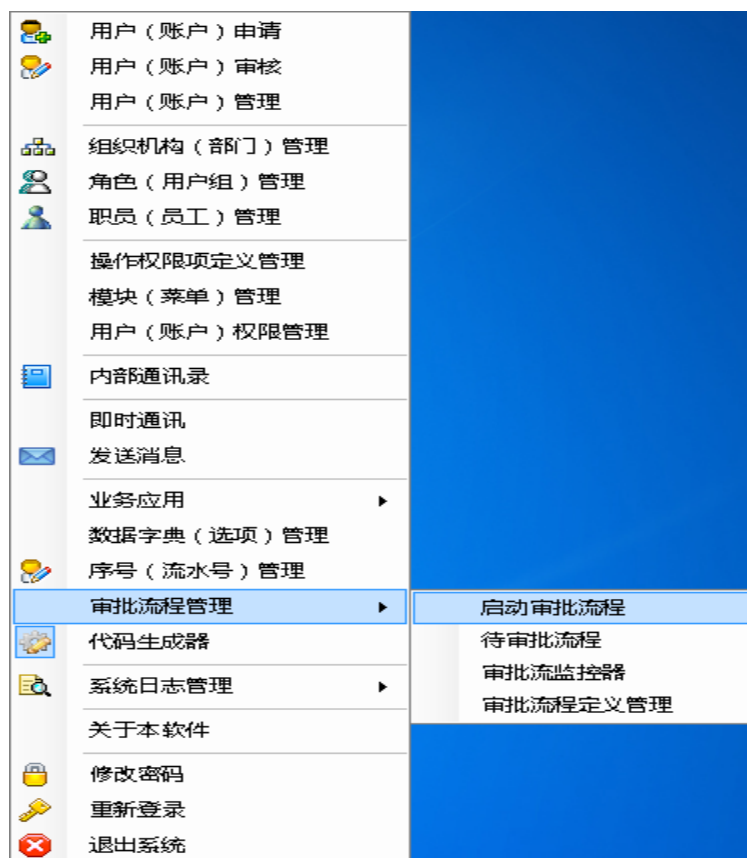 用户（账户）申请
用户（账户）审核
用户（账户）管理
组织机构（部门）管理
角色（用户组）管理
职员（员工）管理
操作权限项定义管理
模块（菜单）管理
用户（账户）权限管理
内部通讯录
即时通讯
发送消息
业务应用
数据字典（选项）管理
序号（流水号）管理
审批流程管理
启动审批流程
待审批流程
审批流监控器
审批流程定义管理
代码生成器
系统日志管理
关于本软件
修改密码
重新登录
退出系统